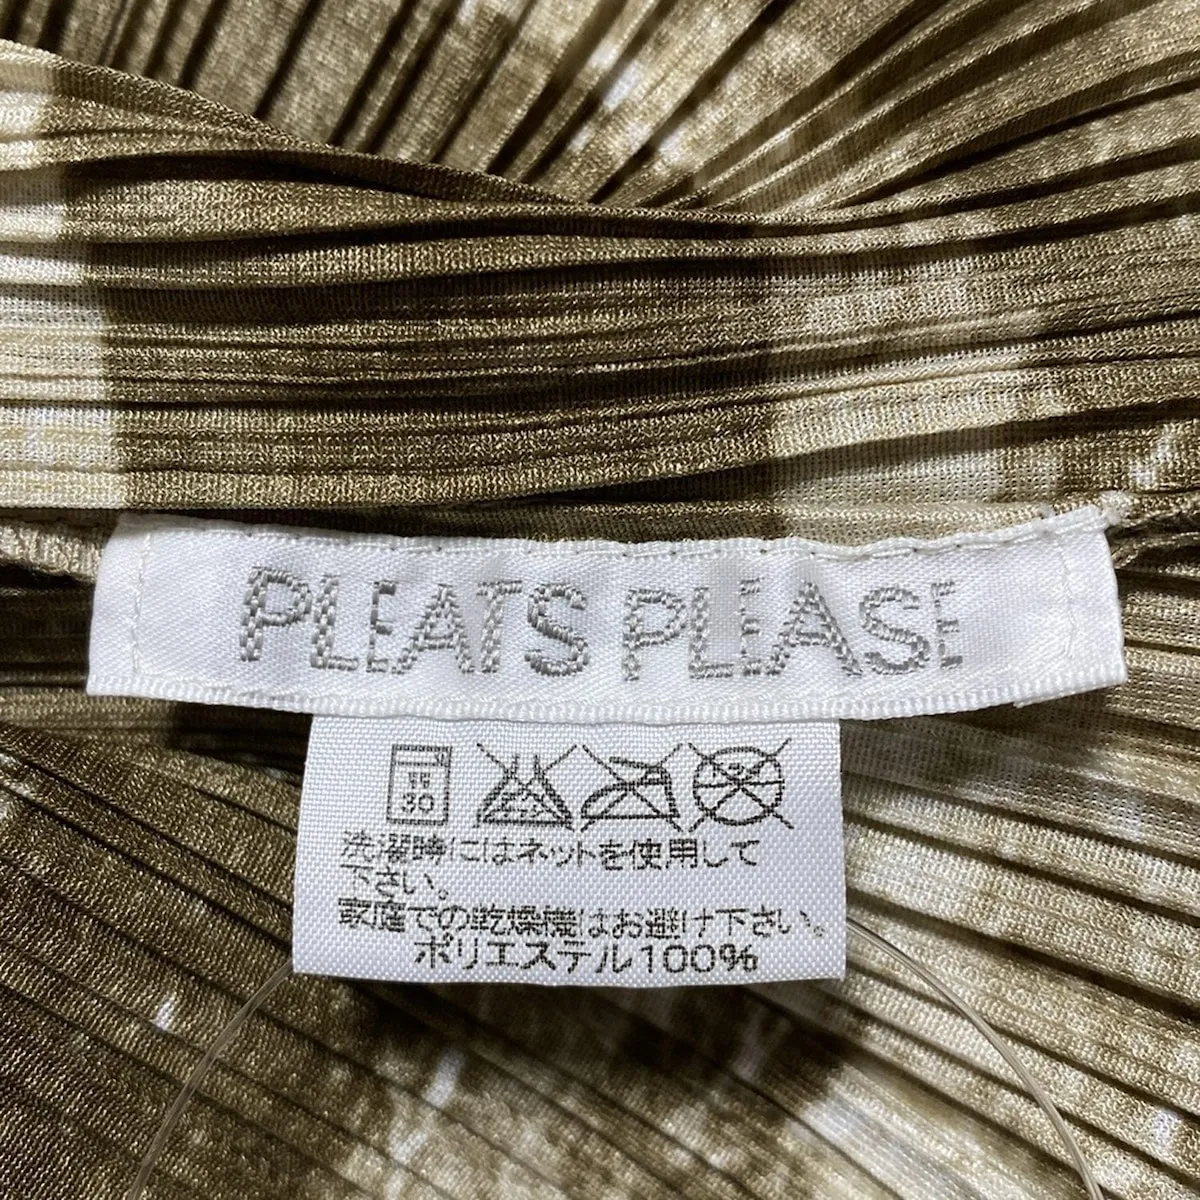 PLEATS PLEASE
弱
30
洗濯時にはネットを使用して
下さい。
家庭での乾燥機はお避け下さい。
ポリエステル100%